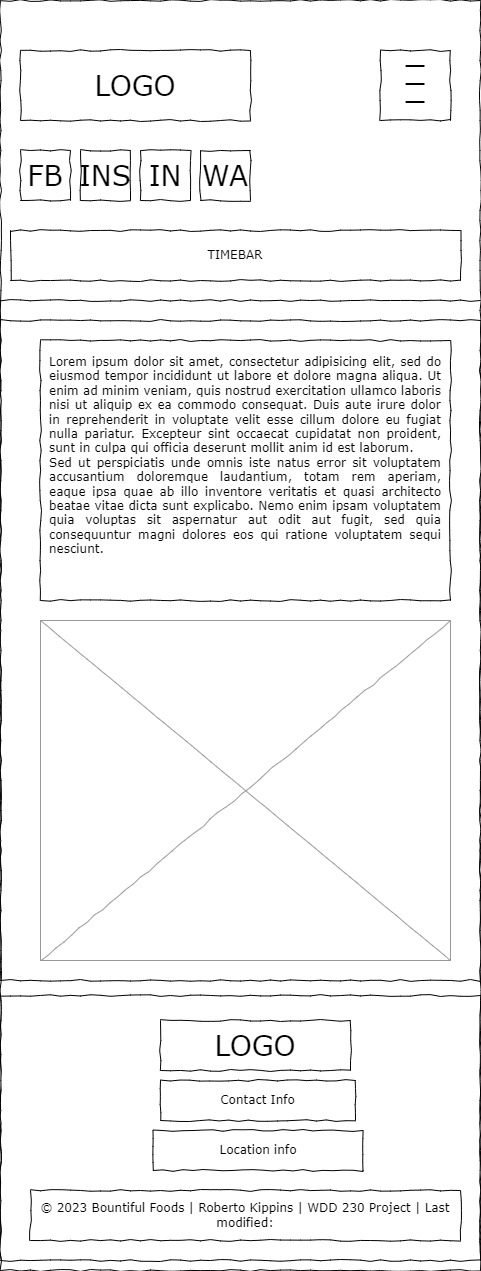 LOGO
FB INS IN WA
TIMEBAR
Lorem ipsum dolor sit amet, consectetur adipisicing elit, sed do
eiusmod tempor incididunt ut labore et dolore magna aliqua. Ut
enim ad minim veniam, quis nostrud exercitation ullamco laboris
nisi ut aliquip ex ea commodo consequat. Duis aute irure dolor
in reprehenderit in voluptate velit esse cillum dolore eu fugiat
nulla pariatur. Excepteur sint occaecat cupidatat non proident,
sunt in culpa qui officia deserunt mollit anim id est laborum.
Sed ut perspiciatis unde omnis iste natus error sit voluptatem
accusantium doloremque laudantium, totam rem aperiam,
eaque ipsa quae ab illo inventore veritatis et quasi architecto
beatae vitae dicta sunt explicabo. Nemo enim ipsam voluptatem
quia voluptas sit aspernatur aut odit aut fugit, sed quia
consequuntur magni dolores eos qui ratione voluptatem sequi
nesciunt.
LOGO
Contact Info
Location info
© 2023 Bountiful Foods | Roberto Kippins | WDD 230 Project | Last
modified: